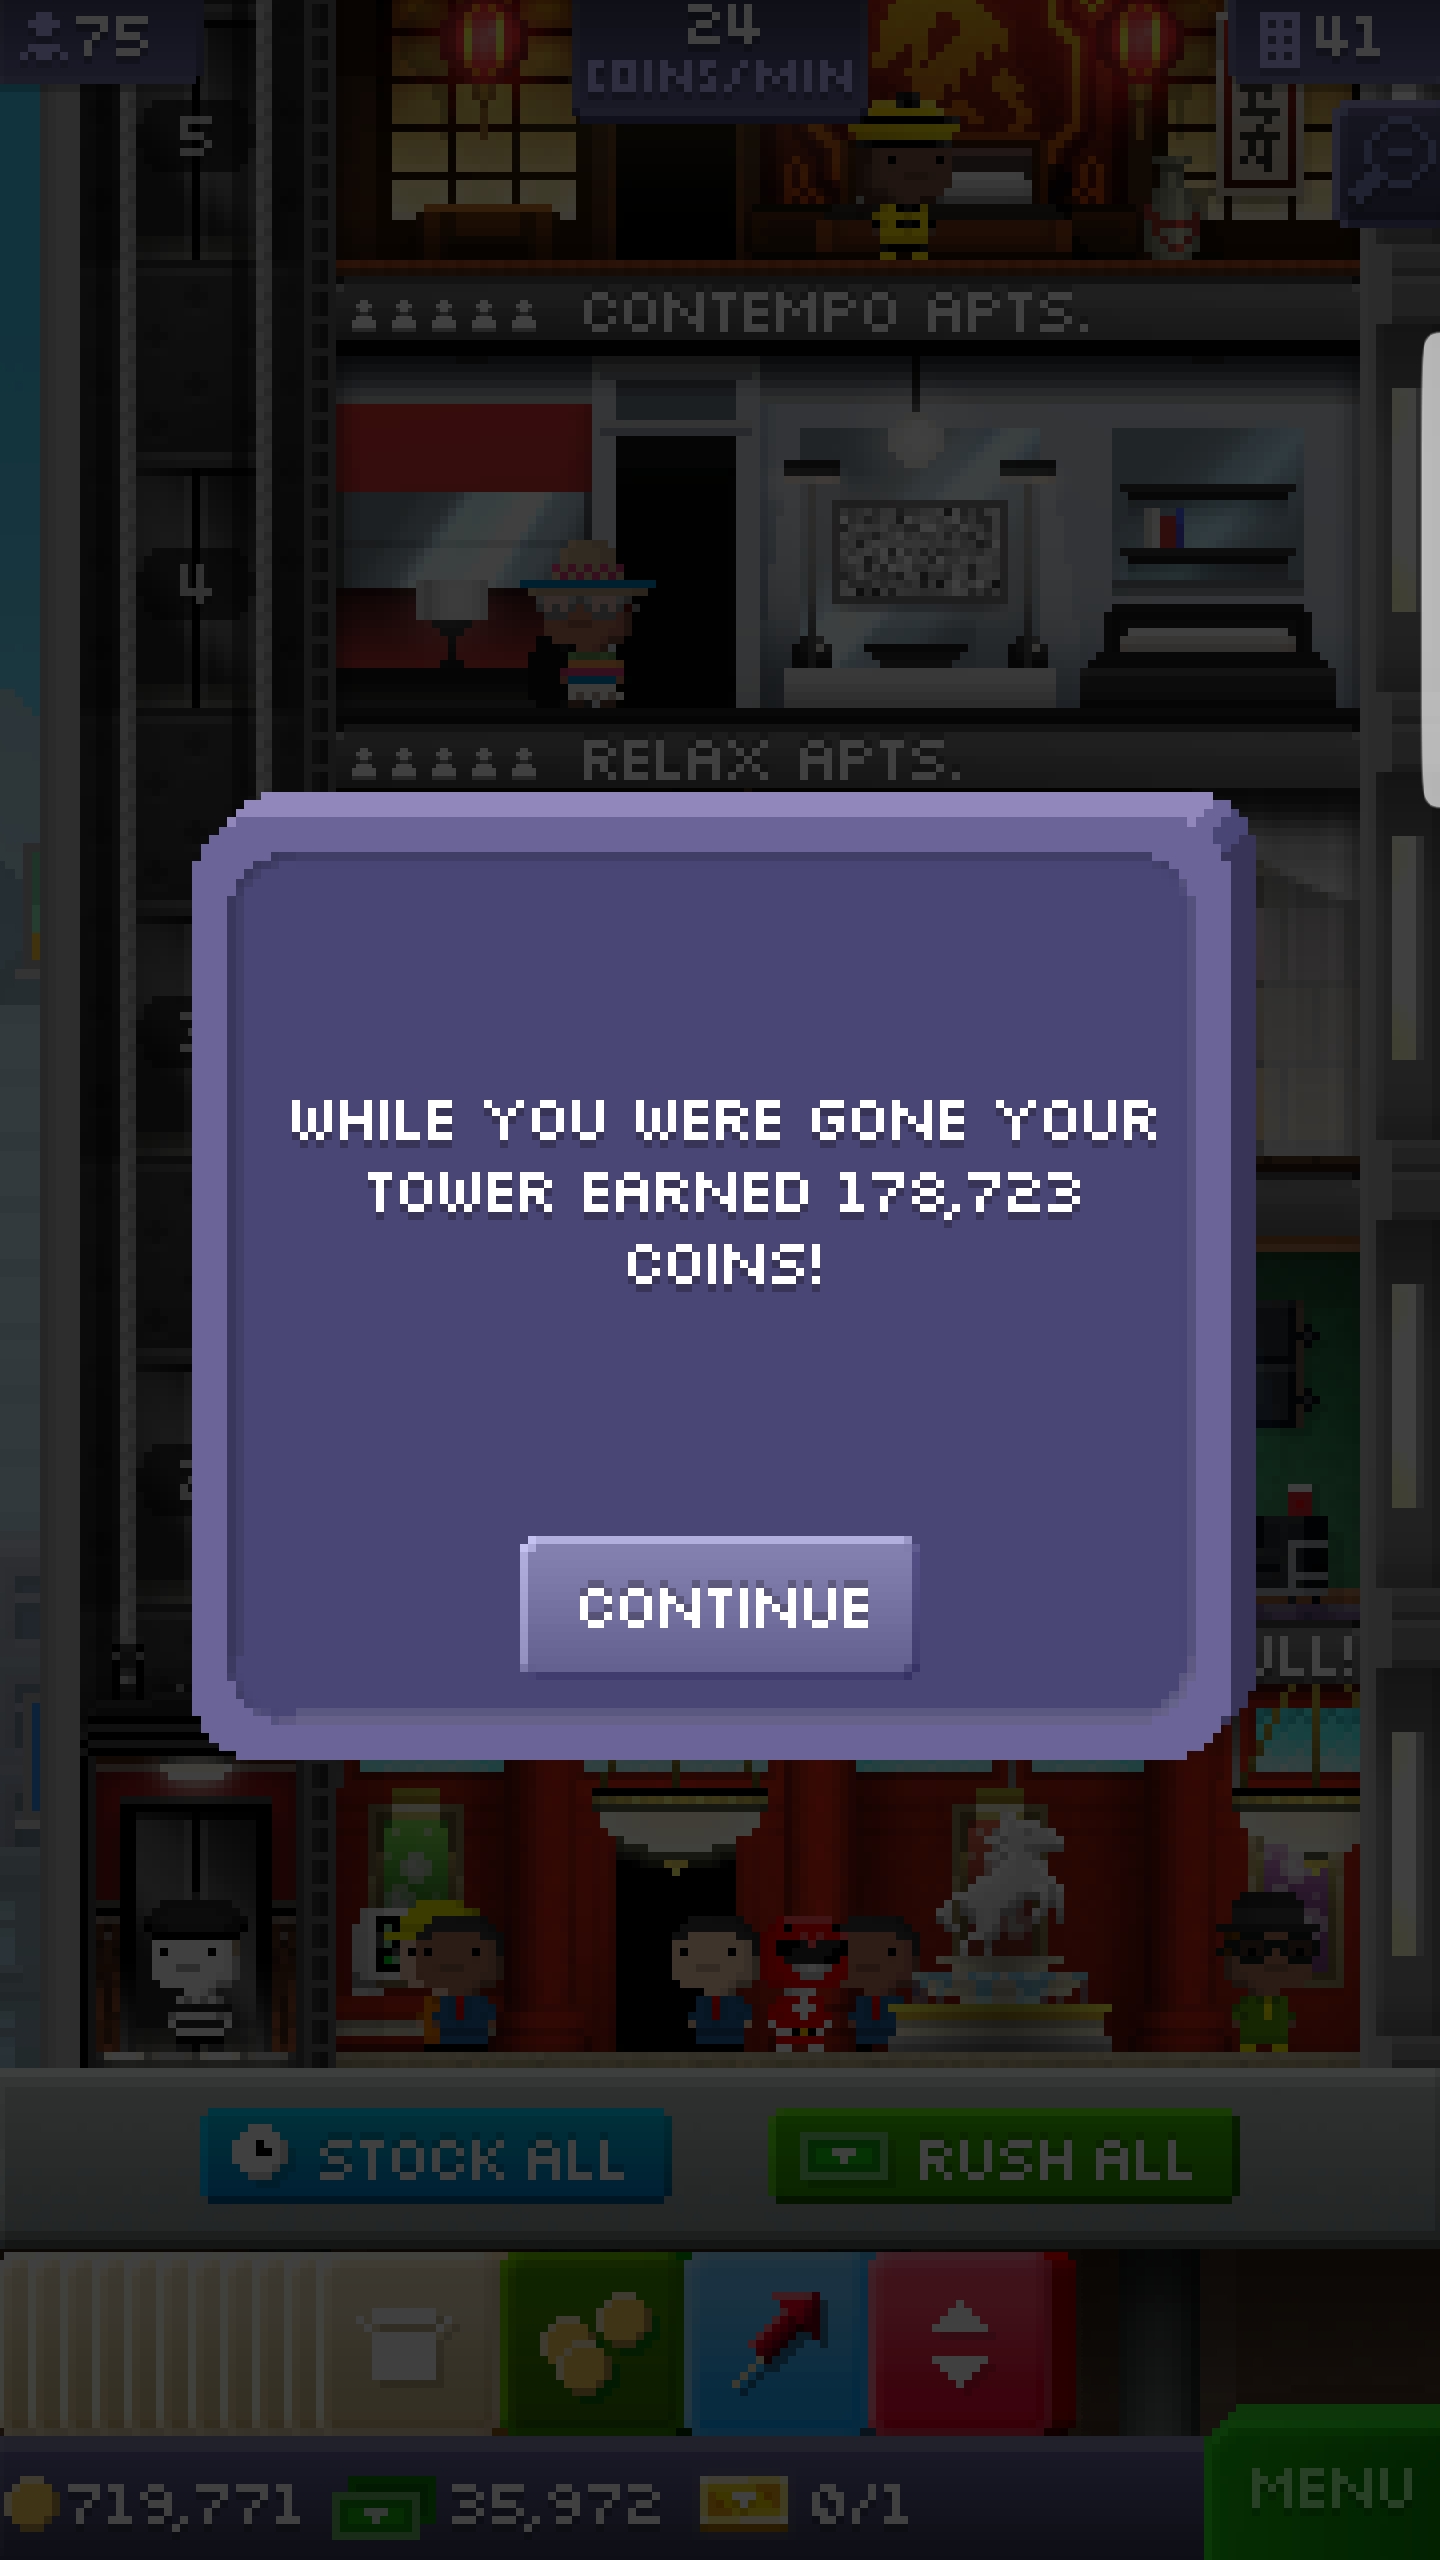 75
24
COINS/MIN
41
5
CONTEMPO APTS.
4
RELAX APTS.
WHILE YOU WERE GONE YOUR
TOWER EARNED 178,723
COINS!
CONTINUE
STOCK ALL
RUSH ALL
719,771
35,972
0/1
MENU